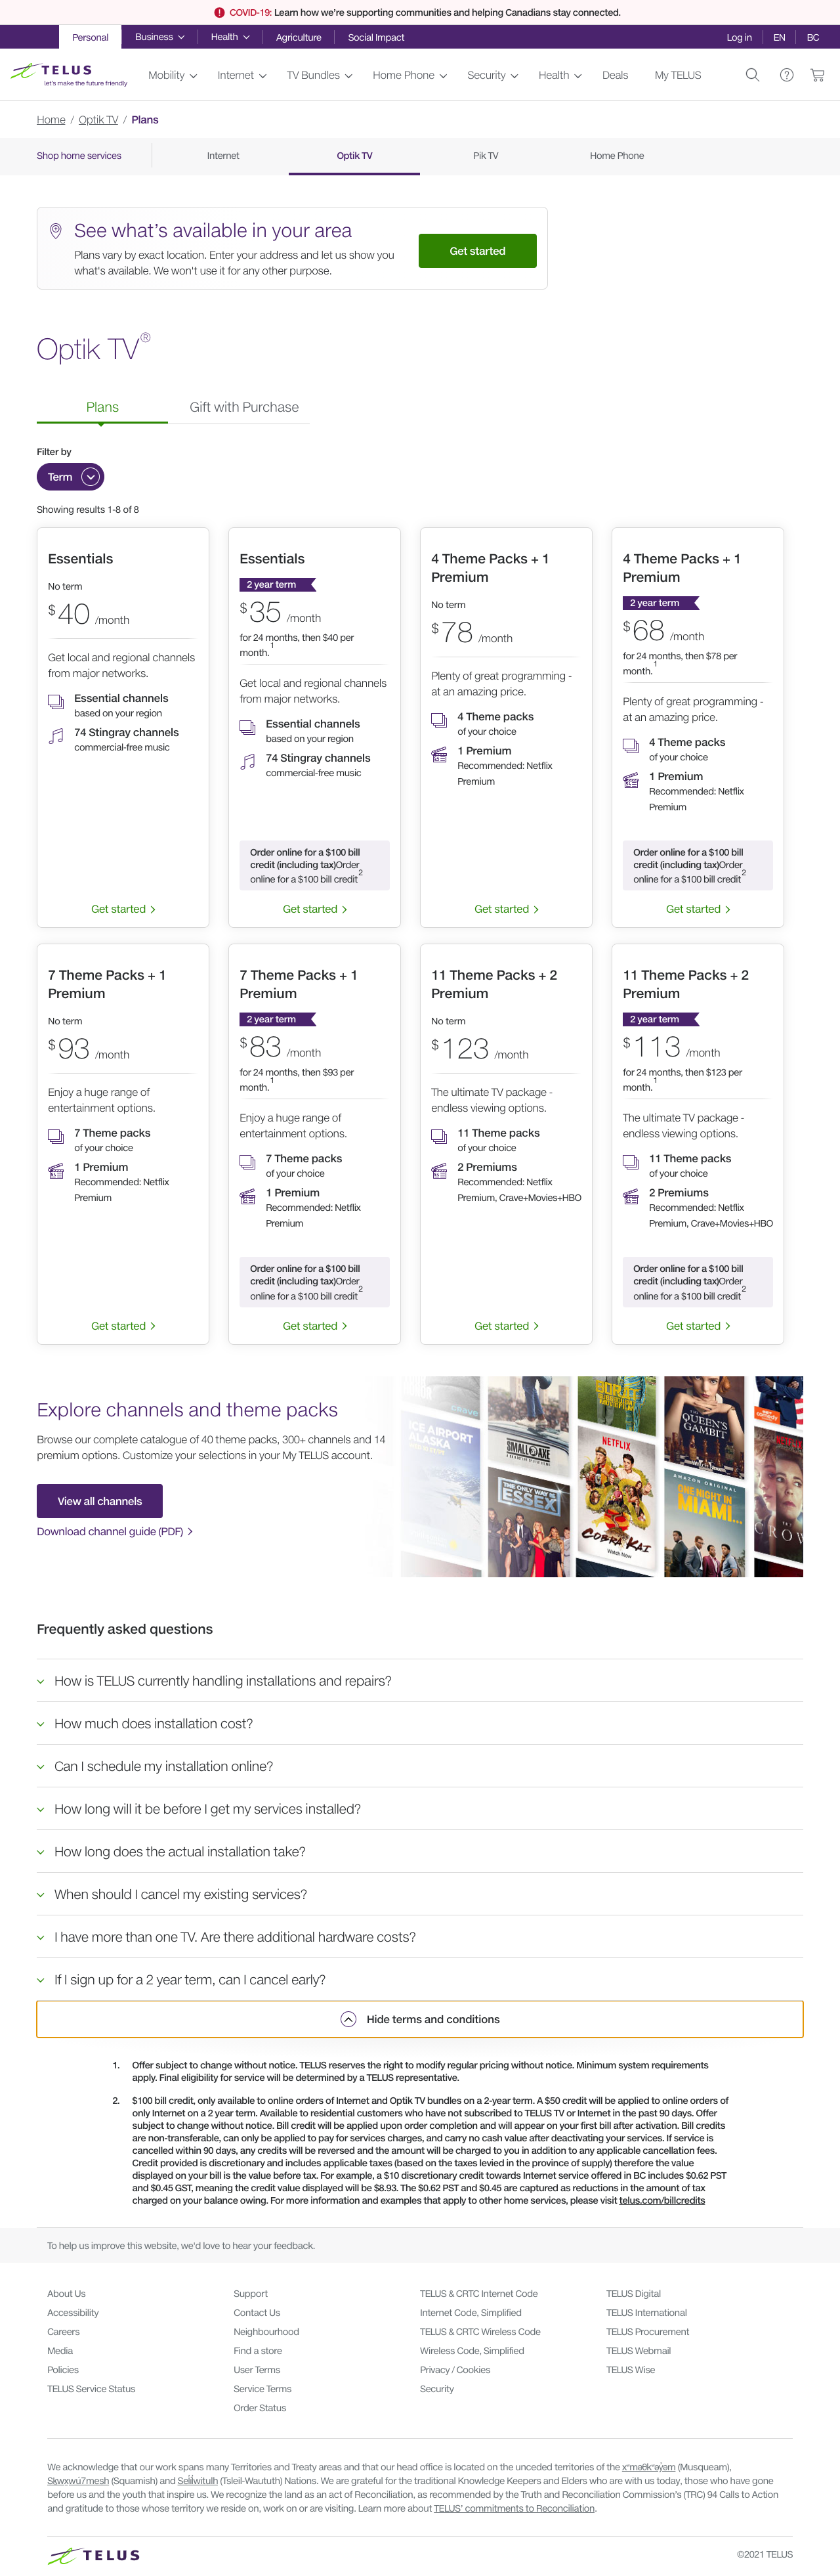 COVID-19: Learn how we're supporting communities and helping Canadians stay connected.
Personal Business Health Agriculture Social Impact Log in EN BC
TELUS
let's make the future friendly
Mobility Internet TV Bundles Home Phone Security Health Deals My TELUS
Home / Optik TV / Plans
Shop home services Internet Optik TV Pik TV Home Phone
See what's available in your area
Plans vary by exact location. Enter your address and let us show you
what's available. We won't use it for any other purpose.
Get started
Optik TV®
Plans Gift with Purchase
Filter by
Term
Showing results 1-8 of 8
Essentials
No term
$40 /month
Get local and regional channels
from major networks.
Essential channels
based on your region
74 Stingray channels
commercial-free music
Get started
Essentials
2 year term
$35 /month
for 24 months, then $40 per
month.1
Get local and regional channels
from major networks.
Essential channels
based on your region
74 Stingray channels
commercial-free music
Order online for a $100 bill
credit (including tax)Order
online for a $100 bill credit2
Get started
4 Theme Packs + 1
Premium
No term
$78 /month
Plenty of great programming -
at an amazing price.
4 Theme packs
of your choice
1 Premium
Recommended: Netflix
Premium
Get started
4 Theme Packs + 1
Premium
2 year term
$68 /month
for 24 months, then $78 per
month.1
Plenty of great programming -
at an amazing price.
4 Theme packs
of your choice
1 Premium
Recommended: Netflix
Premium
Order online for a $100 bill
credit (including tax)Order
online for a $100 bill credit2
Get started
7 Theme Packs + 1
Premium
No term
$93 /month
Enjoy a huge range of
entertainment options.
7 Theme packs
of your choice
1 Premium
Recommended: Netflix
Premium
Get started
7 Theme Packs + 1
Premium
2 year term
$83 /month
for 24 months, then $93 per
month.1
Enjoy a huge range of
entertainment options.
7 Theme packs
of your choice
1 Premium
Recommended: Netflix
Premium
Order online for a $100 bill
credit (including tax)Order
online for a $100 bill credit2
Get started
11 Theme Packs + 2
Premium
No term
$123 /month
The ultimate TV package -
endless viewing options.
11 Theme packs
of your choice
2 Premiums
Recommended: Netflix
Premium, Crave+Movies+HBO
Get started
11 Theme Packs + 2
Premium
2 year term
$113 /month
for 24 months, then $123 per
month.1
The ultimate TV package -
endless viewing options.
11 Theme packs
of your choice
2 Premiums
Recommended: Netflix
Premium, Crave+Movies+HBO
Order online for a $100 bill
credit (including tax)Order
online for a $100 bill credit2
Get started
Explore channels and theme packs
Browse our complete catalogue of 40 theme packs, 300+ channels and 14
premium options. Customize your selections in your My TELUS account.
View all channels
Download channel guide (PDF)
crave
ICE AIRPORT
ALASKA
SMALL AXE
THE ONLY WAY IS
ESSEX
BORAT
NETFLIX
COBRA KAI
Watch Now
THE
QUEEN'S
GAMBIT
AMAZON ORIGINAL
ONE NIGHT IN
MIAMI...
THE
CROW
Frequently asked questions
How is TELUS currently handling installations and repairs?
How much does installation cost?
Can I schedule my installation online?
How long will it be before I get my services installed?
How long does the actual installation take?
When should I cancel my existing services?
I have more than one TV. Are there additional hardware costs?
If I sign up for a 2 year term, can I cancel early?
Hide terms and conditions
1. Offer subject to change without notice. TELUS reserves the right to modify regular pricing without notice. Minimum system requirements
apply. Final eligibility for service will be determined by a TELUS representative.
2. $100 bill credit, only available to online orders of Internet and Optik TV bundles on a 2-year term. A $50 credit will be applied to online orders of
only Internet on a 2 year term. Available to residential customers who have not subscribed to TELUS TV or Internet in the past 90 days. Offer
subject to change without notice. Bill credit will be applied upon order completion and will appear on your first bill after activation. Bill credits
are non-transferable, can only be applied to pay for services charges, and carry no cash value after deactivating your services. If service is
cancelled within 90 days, any credits will be reversed and the amount will be charged to you in addition to any applicable cancellation fees.
Credit provided is discretionary and includes applicable taxes (based on the taxes levied in the province of supply) therefore the value
displayed on your bill is the value before tax. For example, a $10 discretionary credit towards Internet service offered in BC includes $0.62 PST
and $0.45 GST, meaning the credit value displayed will be $8.93. The $0.62 PST and $0.45 are captured as reductions in the amount of tax
charged on your balance owing. For more information and examples that apply to other home services, please visit telus.com/billcredits
To help us improve this website, we'd love to hear your feedback.
About Us
Accessibility
Careers
Media
Policies
TELUS Service Status
Support
Contact Us
Neighbourhood
Find a store
User Terms
Service Terms
Order Status
TELUS & CRTC Internet Code
Internet Code, Simplified
TELUS & CRTC Wireless Code
Wireless Code, Simplified
Privacy / Cookies
Security
TELUS Digital
TELUS International
TELUS Procurement
TELUS Webmail
TELUS Wise
We acknowledge that our work spans many Territories and Treaty areas and that our head office is located on the unceded territories of the xʷməθkʷəy̓əm (Musqueam),
Skwxwú7mesh (Squamish) and Selílwitulh (Tsleil-Waututh) Nations. We are grateful for the traditional Knowledge Keepers and Elders who are with us today, those who have gone
before us and the youth that inspire us. We recognize the land as an act of Reconciliation, as recommended by the Truth and Reconciliation Commission's (TRC) 94 Calls to Action
and gratitude to those whose territory we reside on, work on or are visiting. Learn more about TELUS' commitments to Reconciliation.
TELUS
©2021 TELUS